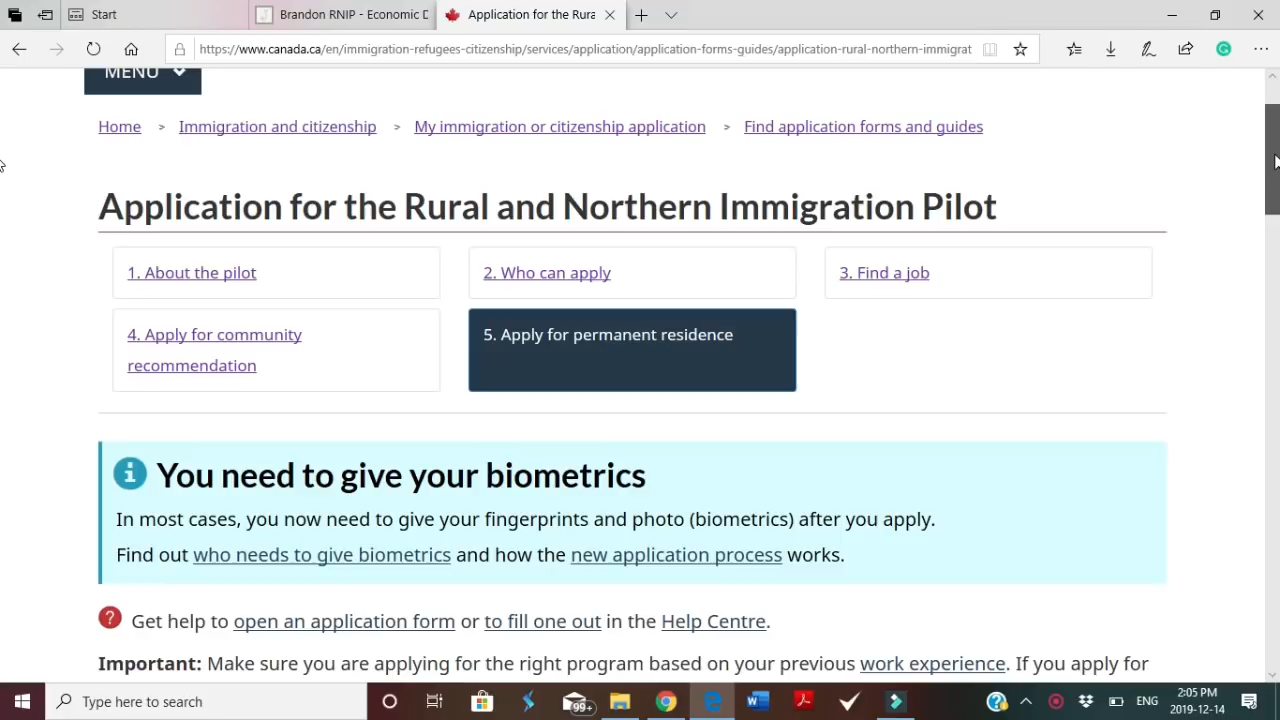 Start
Brandon RNIP - Economic D
Application for the Rura
https://www.canada.ca/en/immigration-refugees-citizenship/services/application/application-forms-guides/application-rural-northern-immigrat
MENU
Home > Immigration and citizenship > My immigration or citizenship application > Find application forms and guides
Application for the Rural and Northern Immigration Pilot
1. About the pilot
2. Who can apply
3. Find a job
4. Apply for community
recommendation
5. Apply for permanent residence
You need to give your biometrics
In most cases, you now need to give your fingerprints and photo (biometrics) after you apply.
Find out who needs to give biometrics and how the new application process works.
Get help to open an application form or to fill one out in the Help Centre.
Important: Make sure you are applying for the right program based on your previous work experience. If you apply for
Type here to search
99+
ENG
2:05 PM
2019-12-14